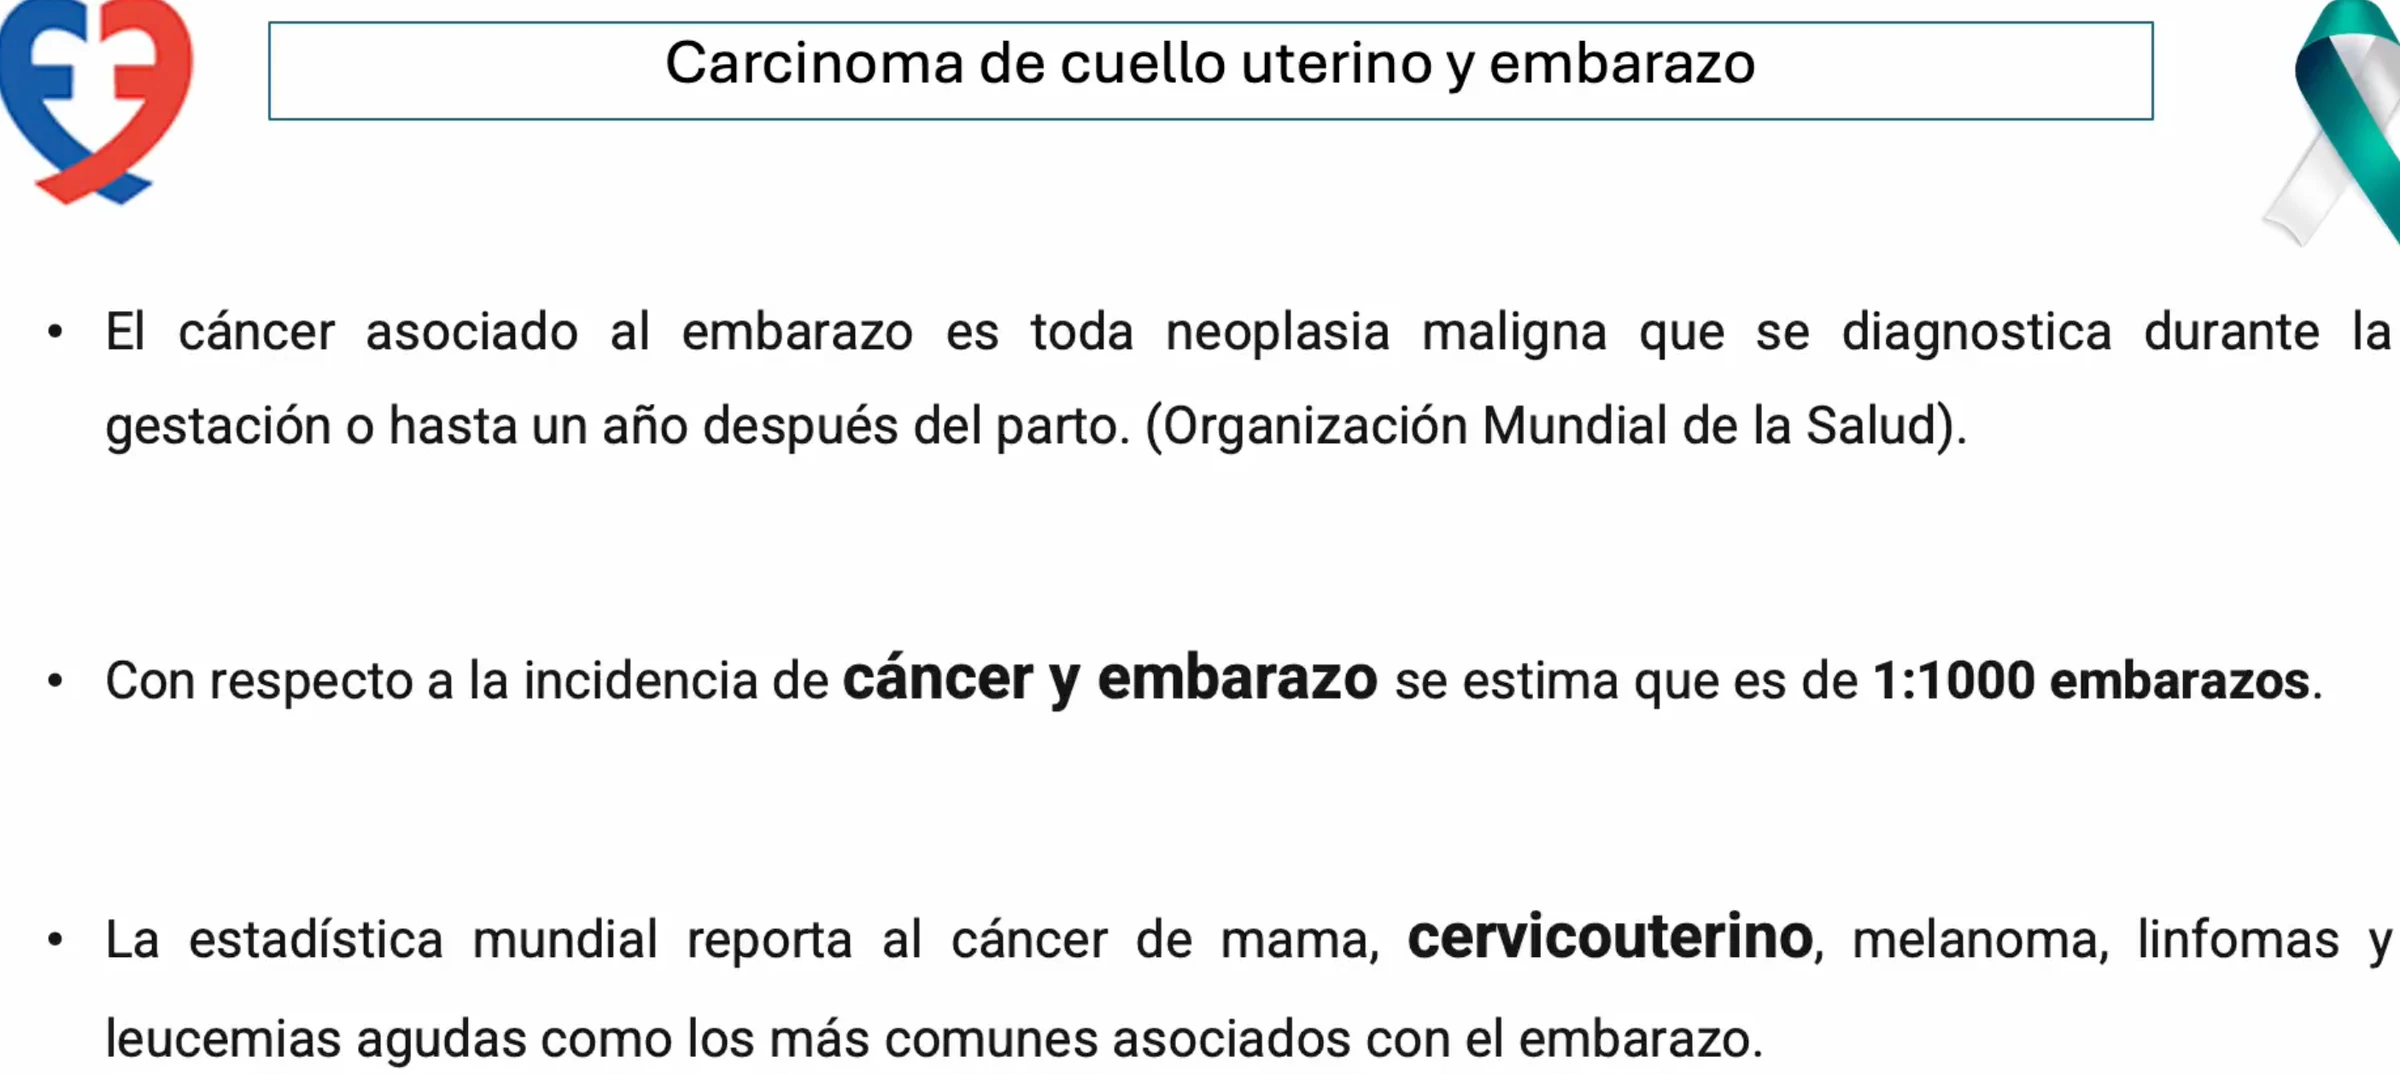 Carcinoma de cuello uterino y embarazo
• El cáncer asociado al embarazo es toda neoplasia maligna que se diagnostica durante la
gestación o hasta un año después del parto. (Organización Mundial de la Salud).
• Con respecto a la incidencia de cáncer y embarazo se estima que es de 1:1000 embarazos.
• La estadística mundial reporta al cáncer de mama, cervicouterino, melanoma, linfomas y
leucemias agudas como los más comunes asociados con el embarazo.